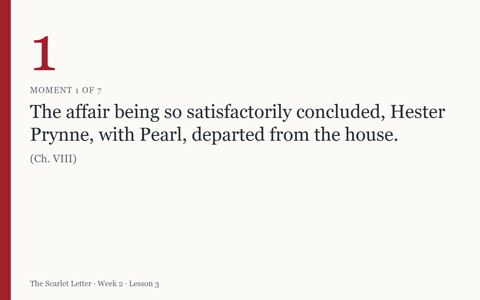 1
MOMENT 1 OF 7
The affair being so satisfactorily concluded, Hester
Prynne, with Pearl, departed from the house.
(Ch. VIII)
The Scarlet Letter · Week 2 · Lesson 3